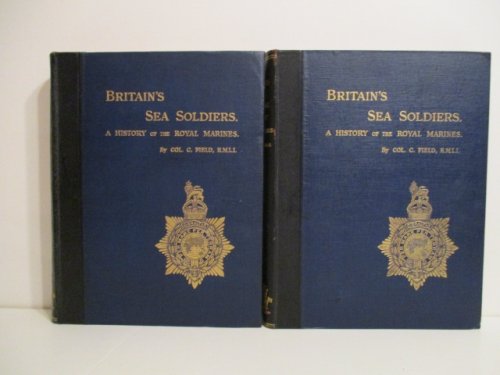 BRITAIN'S
SEA SOLDIERS.
A HISTORY OF THE ROYAL MARINES.
By COL. C. FIELD, R.M.L.I.
BRITAIN'S
SEA SOLDIERS.
A HISTORY OF THE ROYAL MARINES.
By COL. C. FIELD, R.M.L.I.